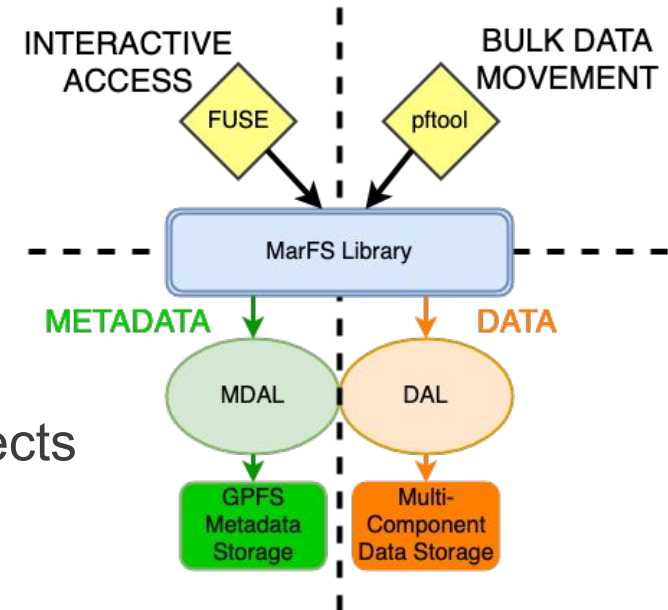 INTERACTIVE
ACCESS
BULK DATA
MOVEMENT
FUSE
pftool
MarFS Library
METADATA
DATA
MDAL
DAL
ects
GPFS
Metadata
Storage
Multi-
Component
Data Storage